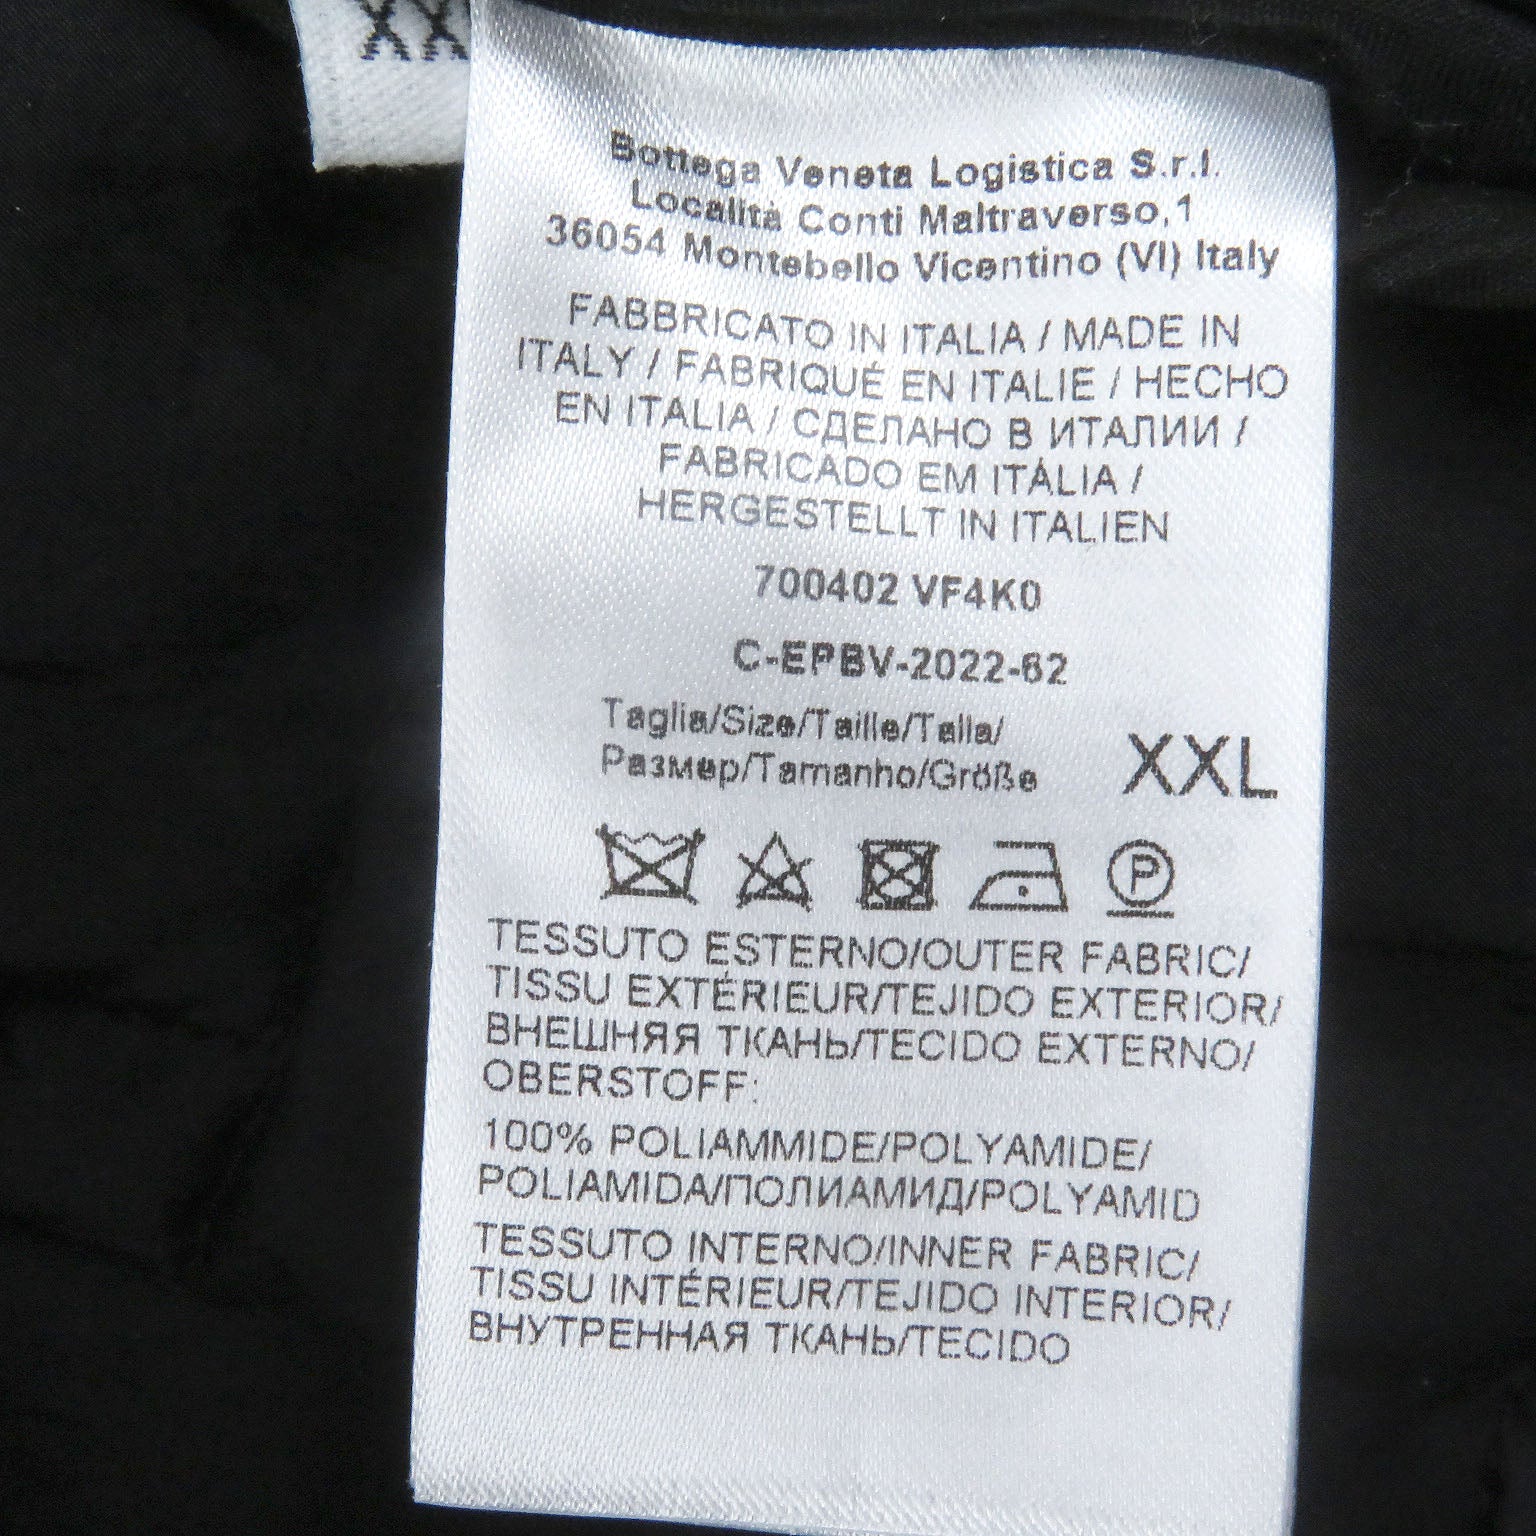 XX
Bottega Veneta Logistica S.r.l.
Località Conti Maltraverso,1
36054 Montebello Vicentino (VI) Italy
FABBRICATO IN ITALIA / MADE IN
ITALY / FABRIQUÉ EN ITALIE / HECHO
EN ITALIA / СДЕЛАНО В ИТАЛИИ /
FABRICADO EM ITÁLIA /
HERGESTELLT IN ITALIEN
700402 VF4K0
C-EPBV-2022-62
Taglia/Size/Taille/Talla/
Размер/Tamanho/Größe
XXL
P
TESSUTO ESTERNO/OUTER FABRIC/
TISSU EXTÉRIEUR/TEJIDO EXTERIOR/
ВНЕШНЯЯ ТКАНЬ/TECIDO EXTERNO/
OBERSTOFF:
100% POLIAMMIDE/POLYAMIDE/
POLIAMIDA/ПОЛИАМИД/POLYAMID
TESSUTO INTERNO/INNER FABRIC/
TISSU INTÉRIEUR/TEJIDO INTERIOR/
ВНУТРЕННАЯ ТКАНЬ/TECIDO